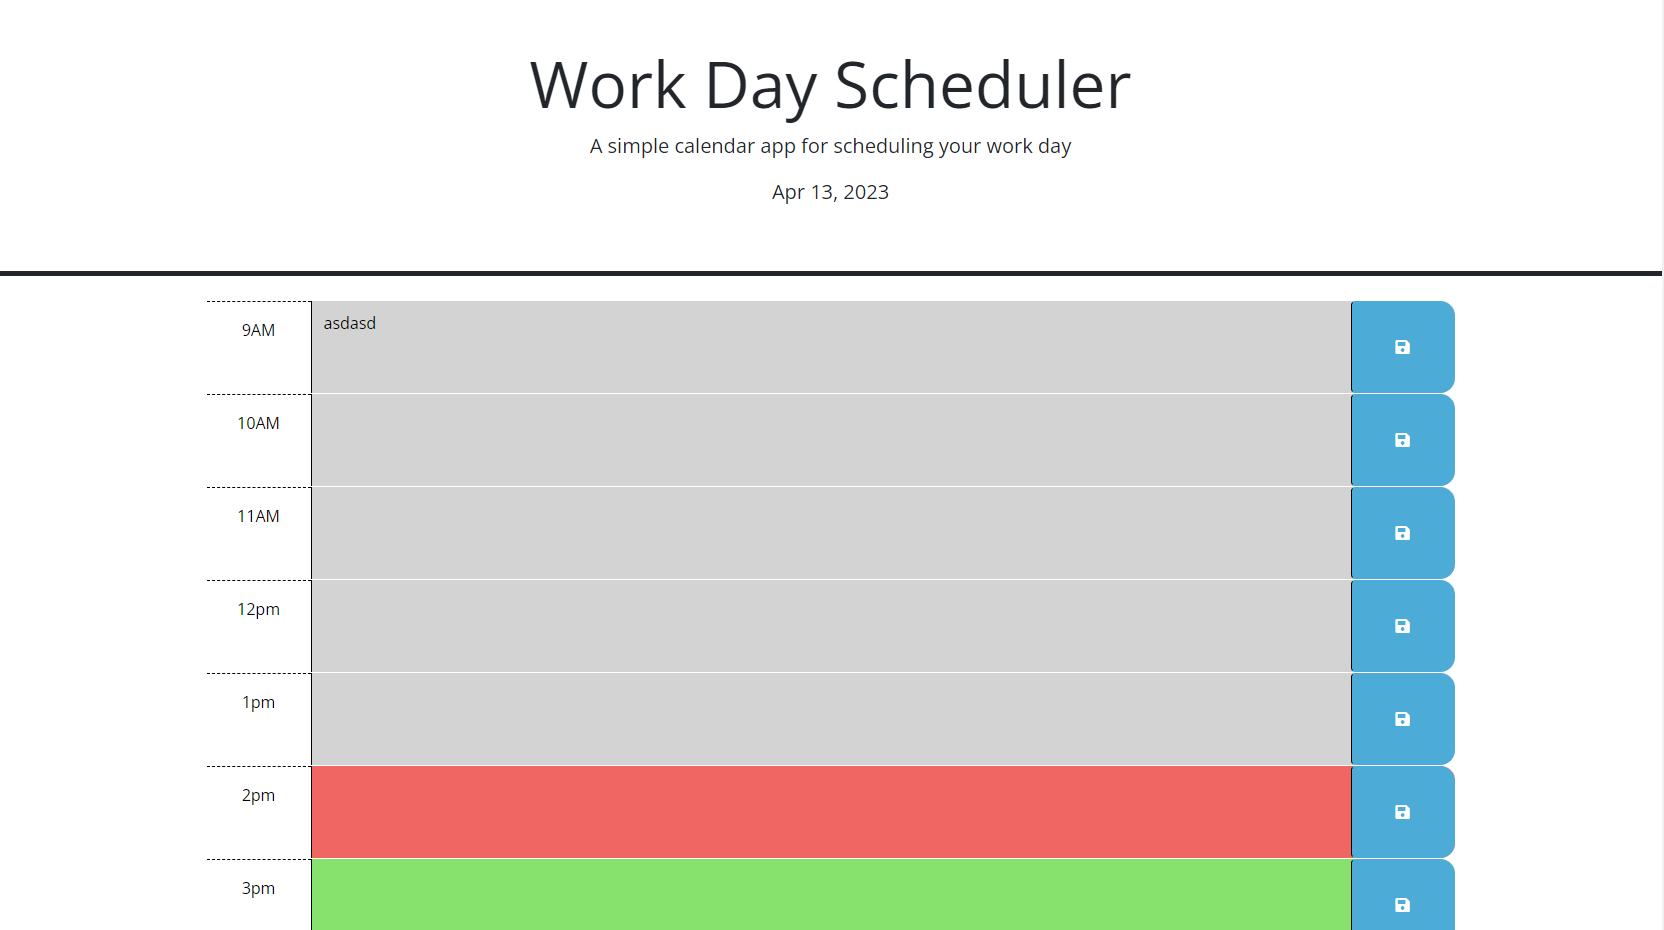 Work Day Scheduler
A simple calendar app for scheduling your work day
Apr 13, 2023
9AM
asdasd
10AM
11AM
12pm
1pm
2pm
3pm